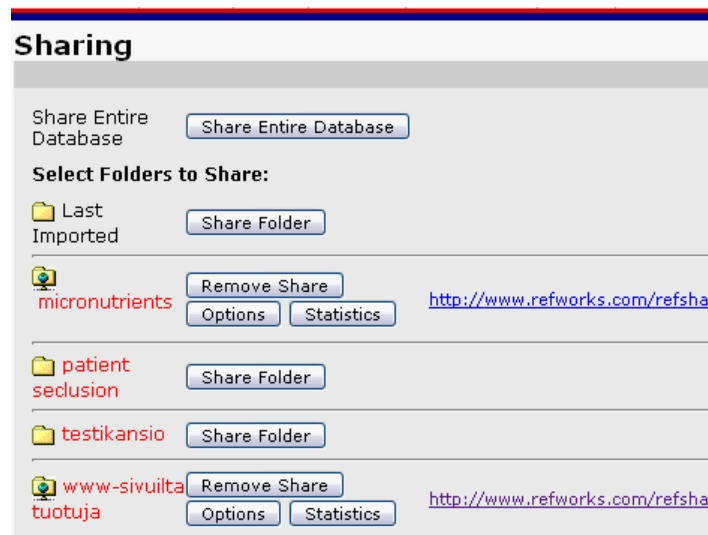 Sharing
Share Entire
Database
Share Entire Database
Select Folders to Share:
Last
Imported
Share Folder
micronutrients
Remove Share
Options
Statistics
http://www.refworks.com/refsha
patient
seclusion
Share Folder
testikansio
Share Folder
www-sivuilta
tuotuja
Remove Share
Options
Statistics
http://www.refworks.com/refsha